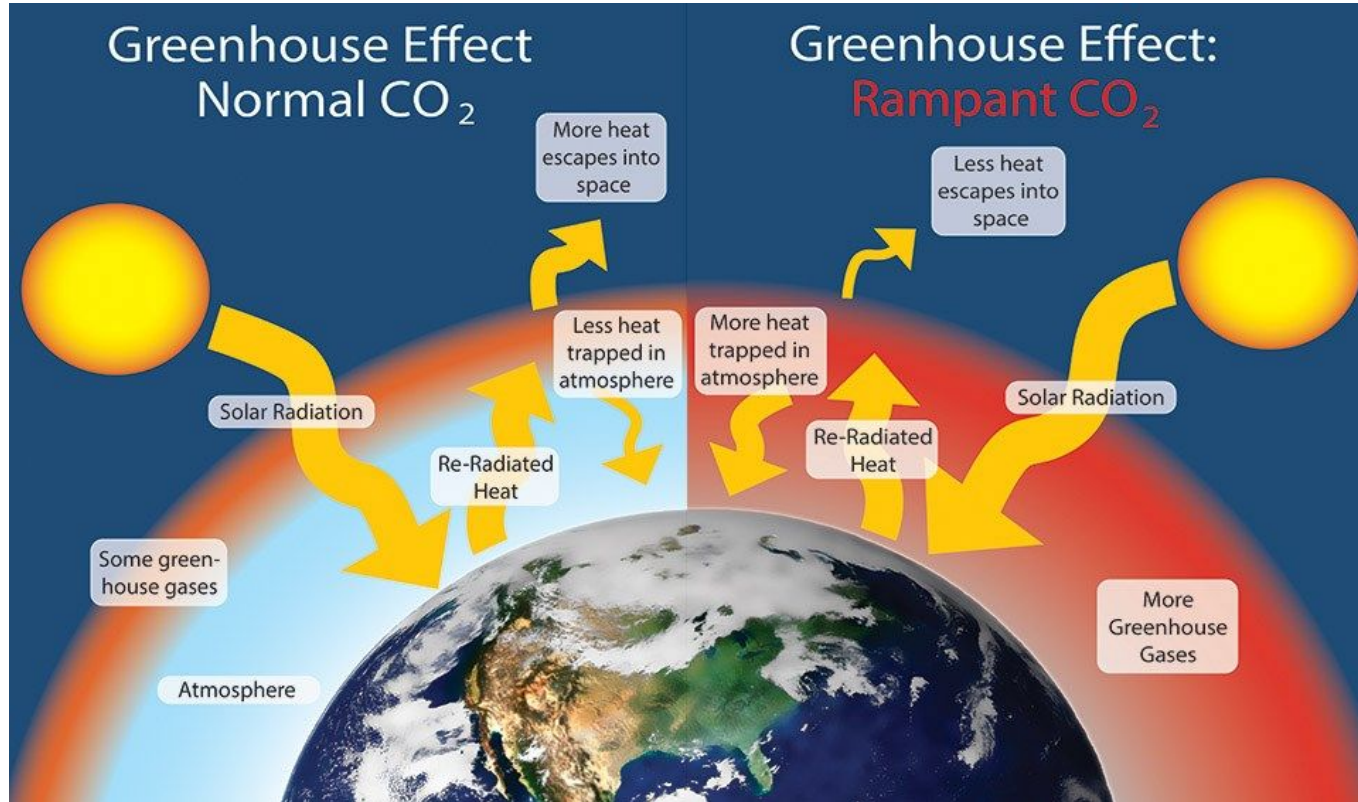 Greenhouse Effect
Normal CO₂
More heat
escapes into
space
Less heat
trapped in
atmosphere
Solar Radiation
Re-Radiated
Heat
Some green-
house gases
Atmosphere
Greenhouse Effect:
Rampant CO₂
Less heat
escapes into
space
More heat
trapped in
atmosphere
Solar Radiation
Re-Radiated
Heat
More
Greenhouse
Gases